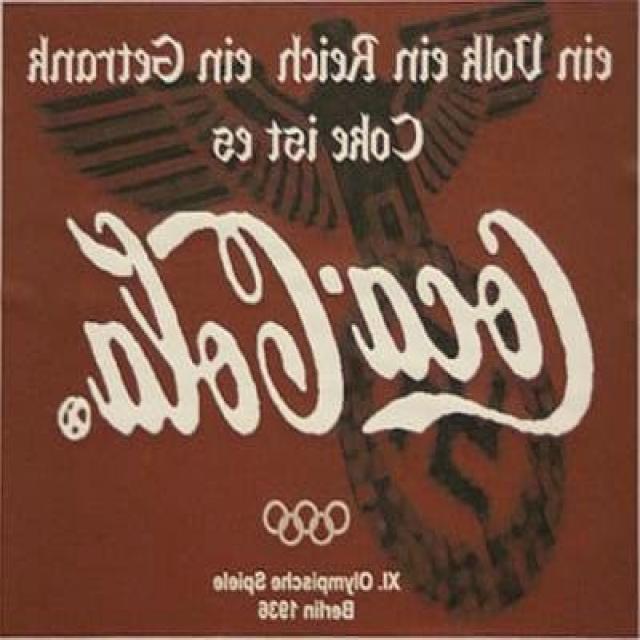 ein Volk ein Reich ein Getrank
Coke ist es
Coca-Cola
XI. Olympische Spiele
Berlin 1936